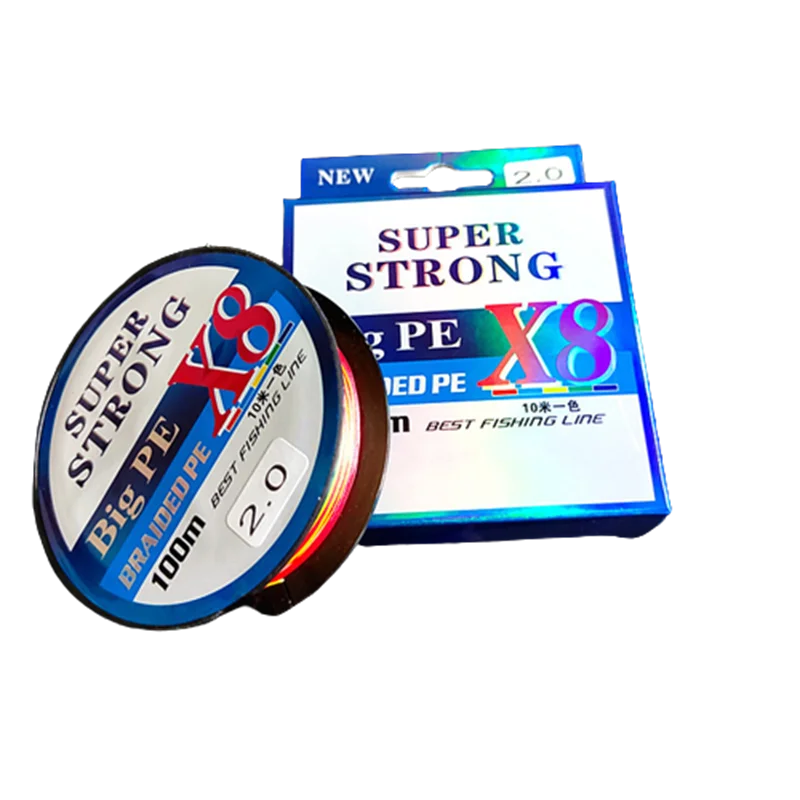 NEW
2.0
SUPER
STRONG
g PE
X8
DED PE
10米一色
m BEST FISHING LINE
SUPER
STRONG
Big PE
X8
BRAIDED PE
10米一色
100m
BEST FISHING LINE
2.0